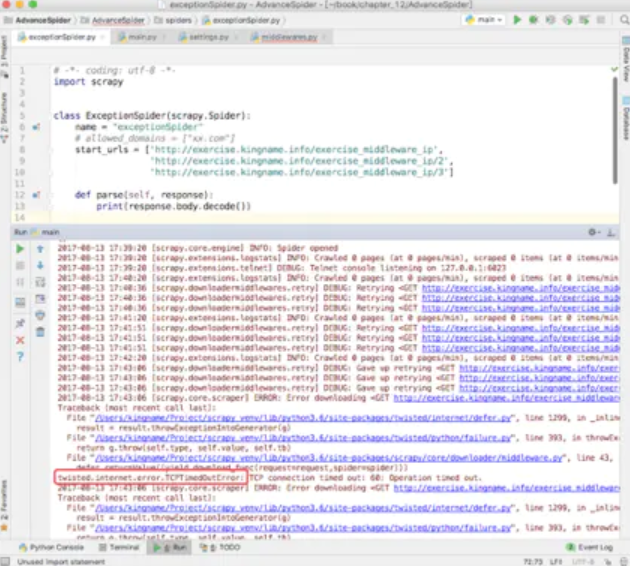 exceptionSpider.py - AdvanceSpider - [~/book/chapter_12/AdvanceSpider]
AdvanceSpider AdvanceSpider spiders exceptionSpider.py main
exceptionSpider.py main.py settings.py middlewares.py
1: Project
2: Structure
Data View
Database
1 # -*- coding: utf-8 -*-
2 import scrapy
3
4
5 class ExceptionSpider(scrapy.Spider):
6 name = "exceptionSpider"
7 # allowed_domains = ["xx.com"]
8 start_urls = ['http://exercise.kingname.info/exercise_middleware_ip',
9 'http://exercise.kingname.info/exercise_middleware_ip/2',
10 'http://exercise.kingname.info/exercise_middleware_ip/3']
11
12 def parse(self, response):
13 print(response.body.decode())
14
Run main
2017-08-13 17:39:20 [scrapy.core.engine] INFO: Spider opened
2017-08-13 17:39:20 [scrapy.extensions.logstats] INFO: Crawled 0 pages (at 0 pages/min), scraped 0 items (at 0 items/min
2017-08-13 17:39:20 [scrapy.extensions.telnet] DEBUG: Telnet console listening on 127.0.0.1:6023
2017-08-13 17:40:20 [scrapy.extensions.logstats] INFO: Crawled 0 pages (at 0 pages/min), scraped 0 items (at 0 items/min
2017-08-13 17:40:36 [scrapy.downloadermiddlewares.retry] DEBUG: Retrying <GET http://exercise.kingname.info/exercise_midd
2017-08-13 17:40:36 [scrapy.downloadermiddlewares.retry] DEBUG: Retrying <GET http://exercise.kingname.info/exercise_midd
2017-08-13 17:40:36 [scrapy.downloadermiddlewares.retry] DEBUG: Retrying <GET http://exercise.kingname.info/exercise_midd
2017-08-13 17:41:20 [scrapy.extensions.logstats] INFO: Crawled 0 pages (at 0 pages/min), scraped 0 items (at 0 items/min
2017-08-13 17:41:51 [scrapy.downloadermiddlewares.retry] DEBUG: Retrying <GET http://exercise.kingname.info/exercise_midd
2017-08-13 17:41:51 [scrapy.downloadermiddlewares.retry] DEBUG: Retrying <GET http://exercise.kingname.info/exercise_midd
2017-08-13 17:41:51 [scrapy.downloadermiddlewares.retry] DEBUG: Retrying <GET http://exercise.kingname.info/exercise_midd
2017-08-13 17:42:20 [scrapy.extensions.logstats] INFO: Crawled 0 pages (at 0 pages/min), scraped 0 items (at 0 items/min
2017-08-13 17:43:06 [scrapy.downloadermiddlewares.retry] DEBUG: Gave up retrying <GET http://exercise.kingname.info/exerc
2017-08-13 17:43:06 [scrapy.downloadermiddlewares.retry] DEBUG: Gave up retrying <GET http://exercise.kingname.info/exerc
2017-08-13 17:43:06 [scrapy.downloadermiddlewares.retry] DEBUG: Gave up retrying <GET http://exercise.kingname.info/exerc
2017-08-13 17:43:06 [scrapy.core.scraper] ERROR: Error downloading <GET http://exercise.kingname.info/exercise_middleware
Traceback (most recent call last):
File "/Users/kingname/Project/scrapy_venv/lib/python3.6/site-packages/twisted/internet/defer.py", line 1299, in _inline
result = result.throwExceptionIntoGenerator(g)
File "/Users/kingname/Project/scrapy_venv/lib/python3.6/site-packages/twisted/python/failure.py", line 393, in throwExce
return g.throw(self.type, self.value, self.tb)
File "/Users/kingname/Project/scrapy_venv/lib/python3.6/site-packages/scrapy/core/downloader/middleware.py", line 43,
defer.returnValue((yield download_func(request=request,spider=spider)))
twisted.internet.error.TCPTimedOutError: TCP connection timed out: 60: Operation timed out.
2017-08-13 17:43:06 [scrapy.core.scraper] ERROR: Error downloading <GET http://exercise.kingname.info/exercise_middleware
Traceback (most recent call last):
File "/Users/kingname/Project/scrapy_venv/lib/python3.6/site-packages/twisted/internet/defer.py", line 1299, in _inline
result = result.throwExceptionIntoGenerator(g)
File "/Users/kingname/Project/scrapy_venv/lib/python3.6/site-packages/twisted/python/failure.py", line 393, in throwExce
return g.throw(self.type, self.value, self.tb)
2: Favorites
Python Console Terminal 4: Run 6: TODO Event Log
Unused import statement 72:73 LF UTF-8